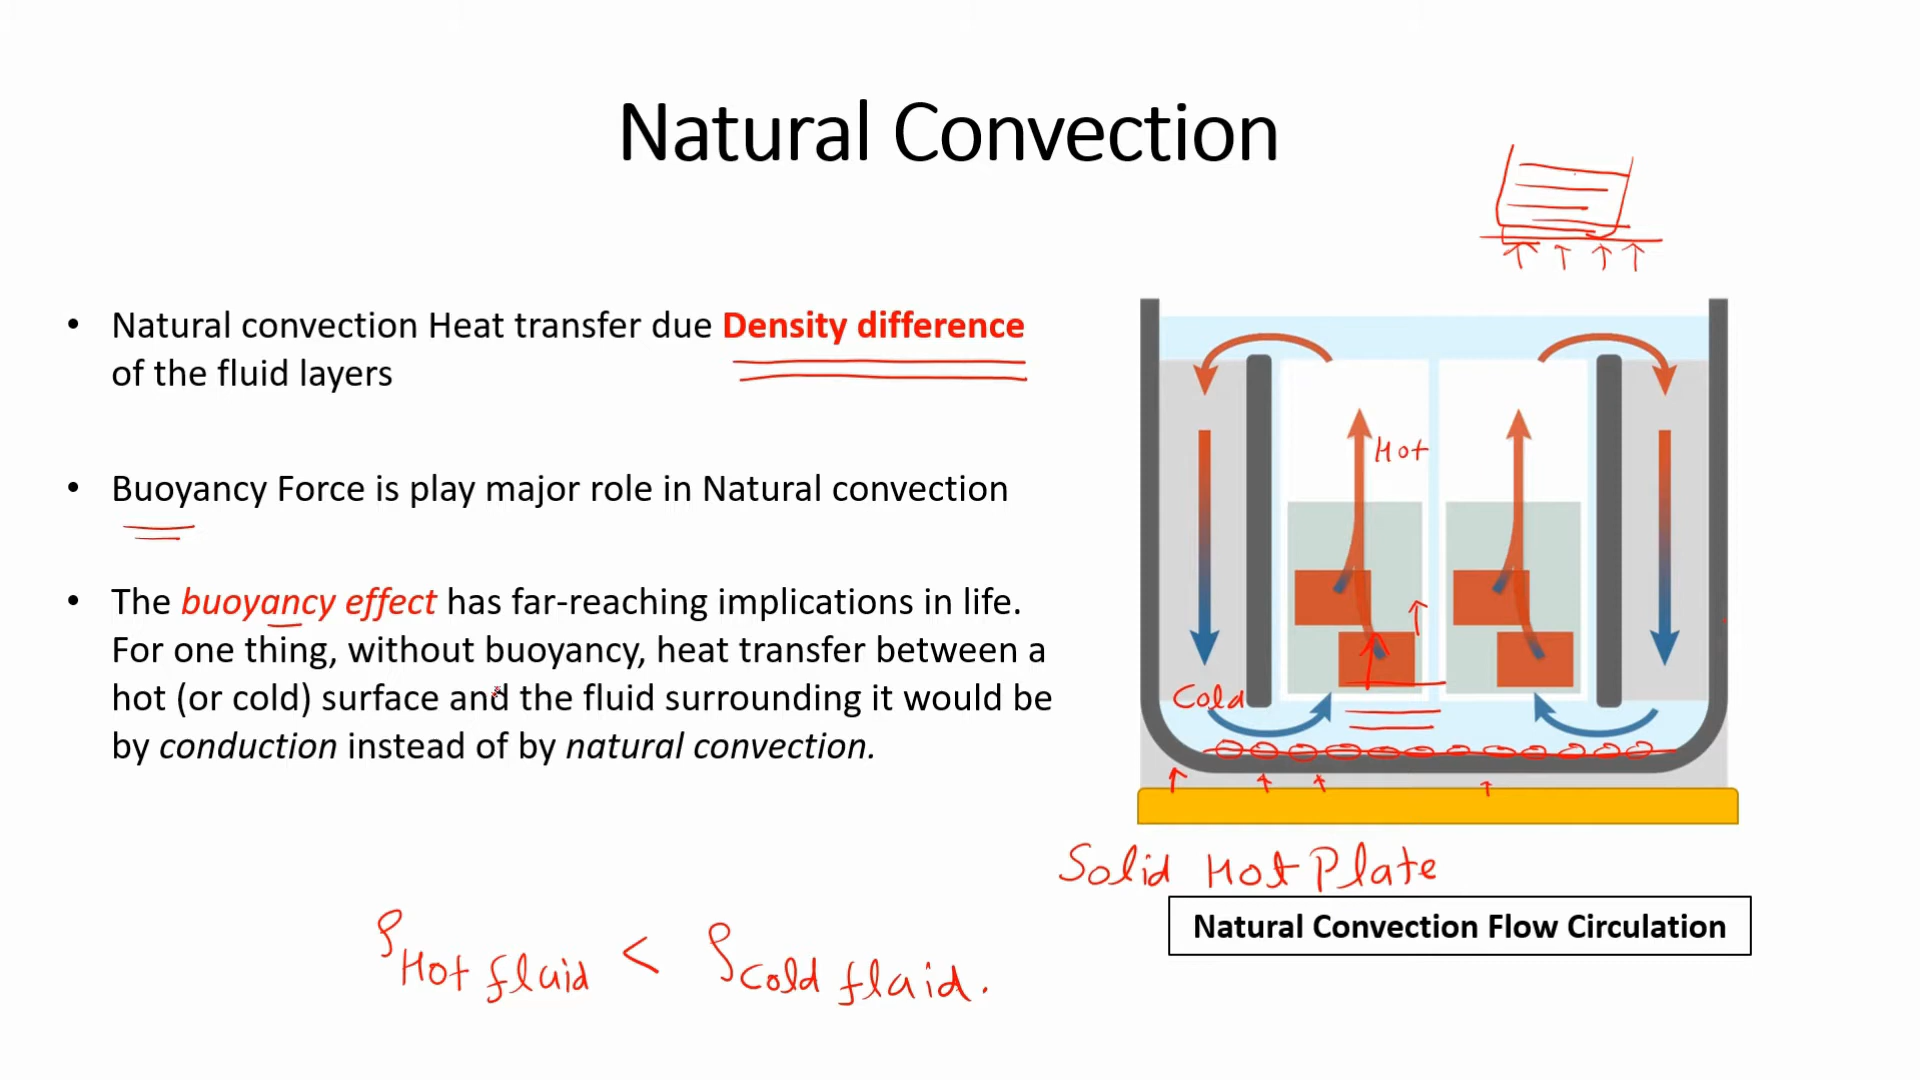 Natural Convection
• Natural convection Heat transfer due Density difference
of the fluid layers
• Buoyancy Force is play major role in Natural convection
• The buoyancy effect has far-reaching implications in life.
For one thing, without buoyancy, heat transfer between a
hot (or cold) surface and the fluid surrounding it would be
by conduction instead of by natural convection.
Hot
Cold
Solid Hot Plate
Natural Convection Flow Circulation
ρHot fluid < ρCold fluid.